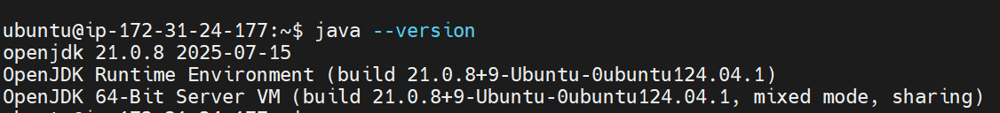 ubuntu@ip-172-31-24-177:~$ java --version
openjdk 21.0.8 2025-07-15
OpenJDK Runtime Environment (build 21.0.8+9-Ubuntu-0ubuntu124.04.1)
OpenJDK 64-Bit Server VM (build 21.0.8+9-Ubuntu-0ubuntu124.04.1, mixed mode, sharing)